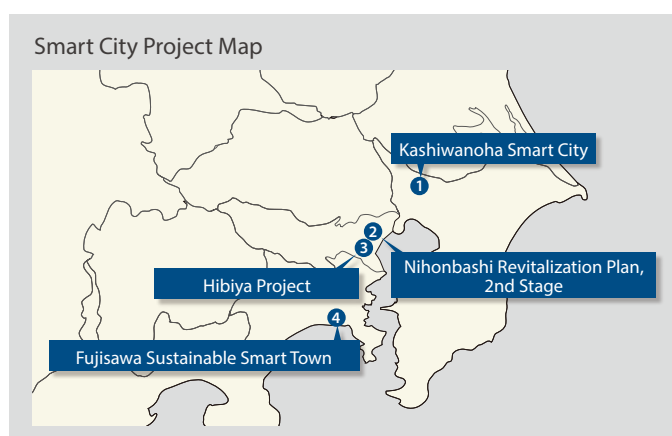 Smart City Project Map
Kashiwanoha Smart City
1
2
3
Nihonbashi Revitalization Plan,
2nd Stage
Hibiya Project
4
Fujisawa Sustainable Smart Town